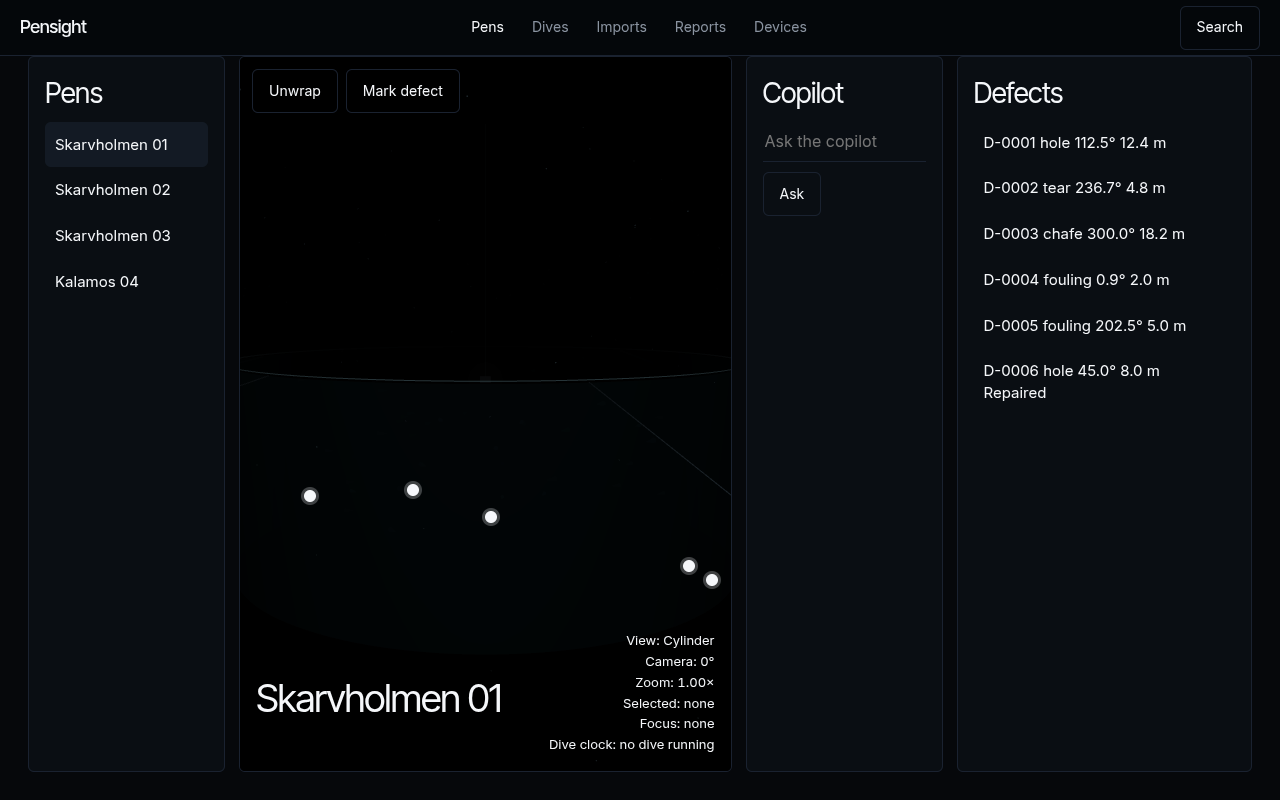 Pensight
Pens
Dives
Imports
Reports
Devices
Search
Pens
Skarvholmen 01
Skarvholmen 02
Skarvholmen 03
Kalamos 04
Unwrap
Mark defect
Skarvholmen 01
View: Cylinder
Camera: 0°
Zoom: 1.00×
Selected: none
Focus: none
Dive clock: no dive running
Copilot
Ask the copilot
Ask
Defects
D-0001 hole 112.5° 12.4 m
D-0002 tear 236.7° 4.8 m
D-0003 chafe 300.0° 18.2 m
D-0004 fouling 0.9° 2.0 m
D-0005 fouling 202.5° 5.0 m
D-0006 hole 45.0° 8.0 m
Repaired